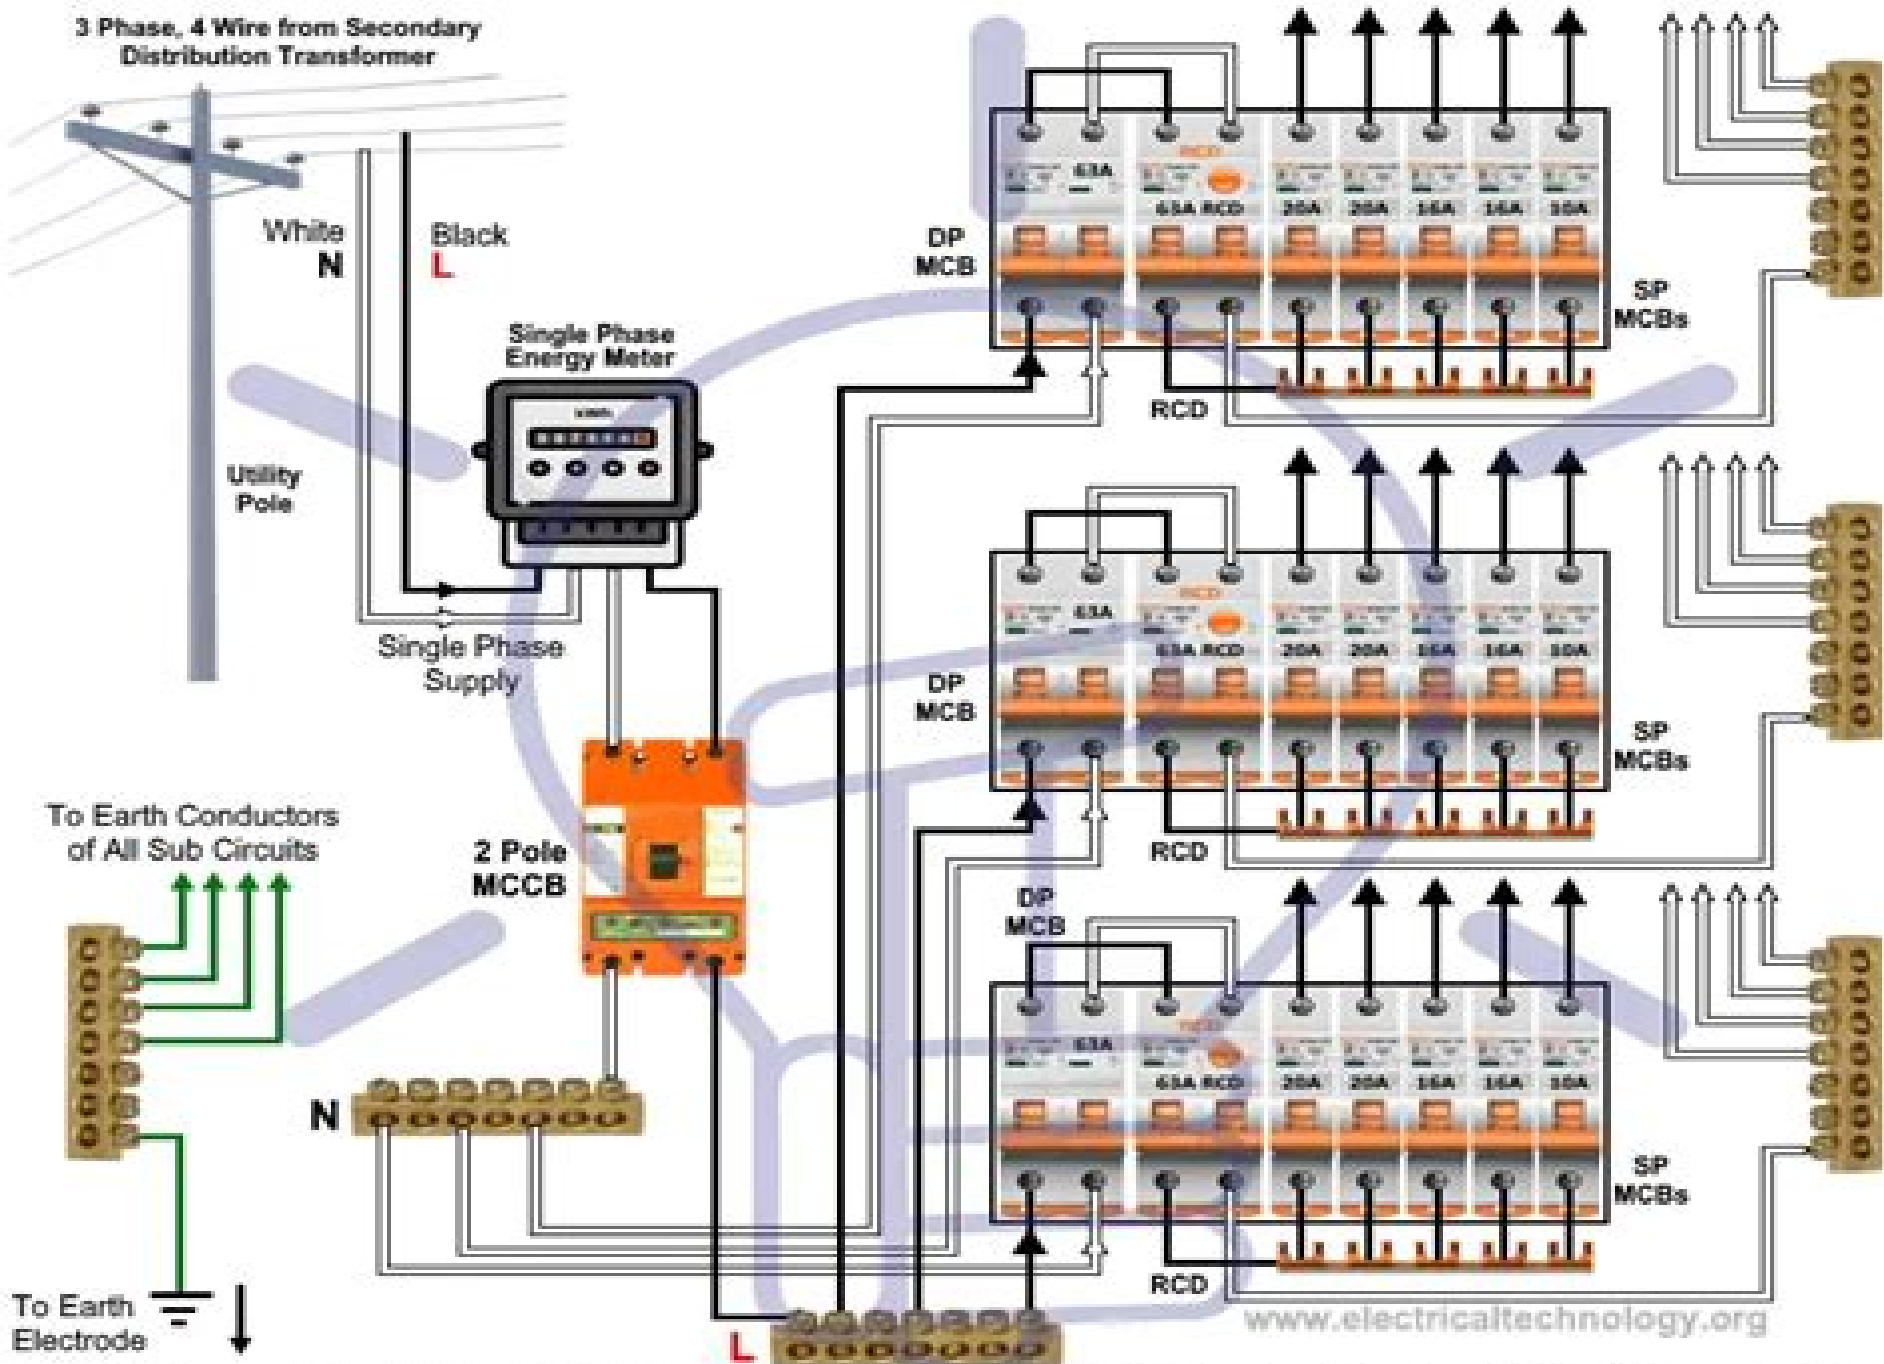 3 Phase, 4 Wire from Secondary
Distribution Transformer
White
N
Black
L
Utility
Pole
Single Phase
Energy Meter
Single Phase
Supply
2 Pole
MCCB
To Earth Conductors
of All Sub Circuits
To Earth
Electrode
N
L
DP
MCB
63A
RCD
63A RCD
20A
20A
16A
16A
10A
SP
MCBs
RCD
DP
MCB
63A
RCD
63A RCD
20A
20A
16A
16A
10A
SP
MCBs
RCD
DP
MCB
63A
RCD
63A RCD
20A
20A
16A
16A
10A
SP
MCBs
RCD
www.electricaltechnology.org